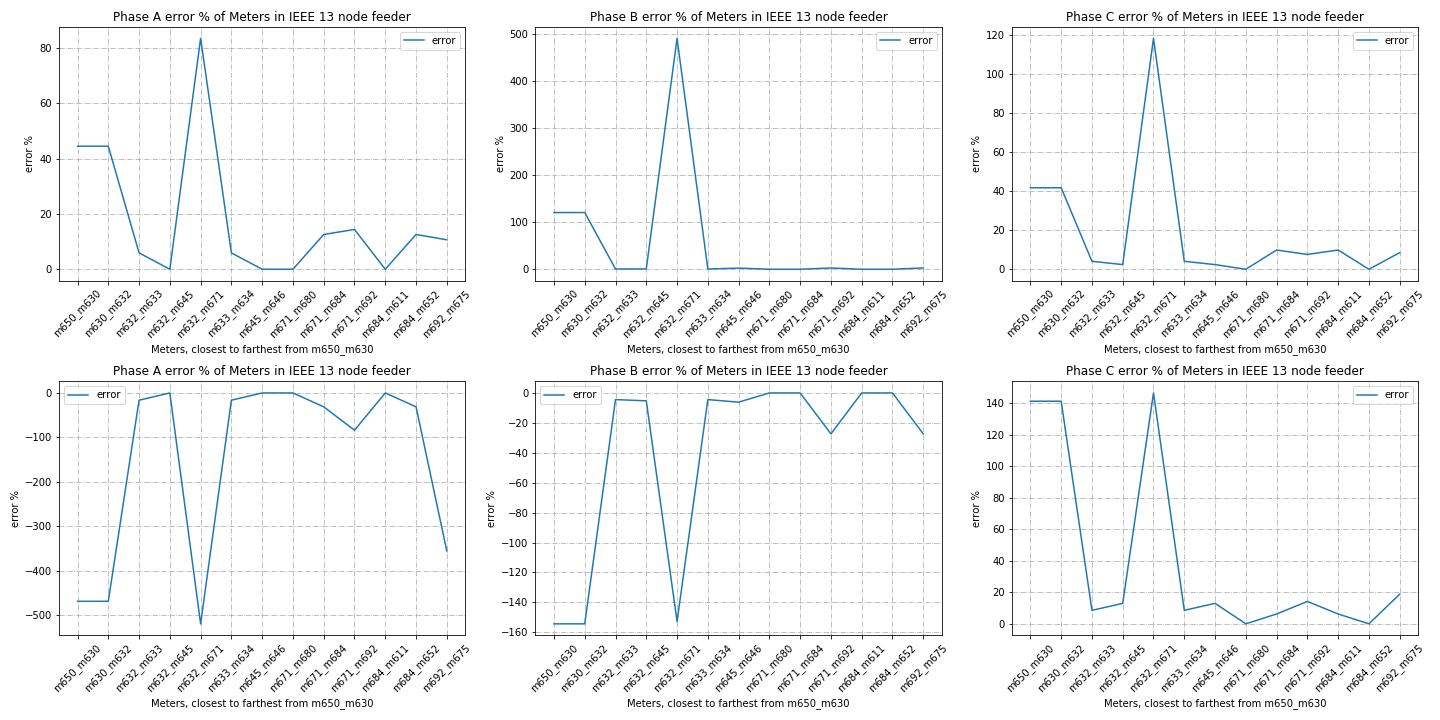 Phase A error % of Meters in IEEE 13 node feeder
error
80
60
40
20
0
error %
m650_m630
m630_m632
m632_m633
m632_m645
m632_m671
m633_m634
m645_m646
m671_m680
m671_m684
m671_m692
m684_m611
m684_m652
m692_m675
Meters, closest to farthest from m650_m630
Phase B error % of Meters in IEEE 13 node feeder
error
500
400
300
200
100
0
error %
m650_m630
m630_m632
m632_m633
m632_m645
m632_m671
m633_m634
m645_m646
m671_m680
m671_m684
m671_m692
m684_m611
m684_m652
m692_m675
Meters, closest to farthest from m650_m630
Phase C error % of Meters in IEEE 13 node feeder
error
120
100
80
60
40
20
0
error %
m650_m630
m630_m632
m632_m633
m632_m645
m632_m671
m633_m634
m645_m646
m671_m680
m671_m684
m671_m692
m684_m611
m684_m652
m692_m675
Meters, closest to farthest from m650_m630
Phase A error % of Meters in IEEE 13 node feeder
error
0
−100
−200
−300
−400
−500
error %
m650_m630
m630_m632
m632_m633
m632_m645
m632_m671
m633_m634
m645_m646
m671_m680
m671_m684
m671_m692
m684_m611
m684_m652
m692_m675
Meters, closest to farthest from m650_m630
Phase B error % of Meters in IEEE 13 node feeder
error
0
−20
−40
−60
−80
−100
−120
−140
−160
error %
m650_m630
m630_m632
m632_m633
m632_m645
m632_m671
m633_m634
m645_m646
m671_m680
m671_m684
m671_m692
m684_m611
m684_m652
m692_m675
Meters, closest to farthest from m650_m630
Phase C error % of Meters in IEEE 13 node feeder
error
140
120
100
80
60
40
20
0
error %
m650_m630
m630_m632
m632_m633
m632_m645
m632_m671
m633_m634
m645_m646
m671_m680
m671_m684
m671_m692
m684_m611
m684_m652
m692_m675
Meters, closest to farthest from m650_m630